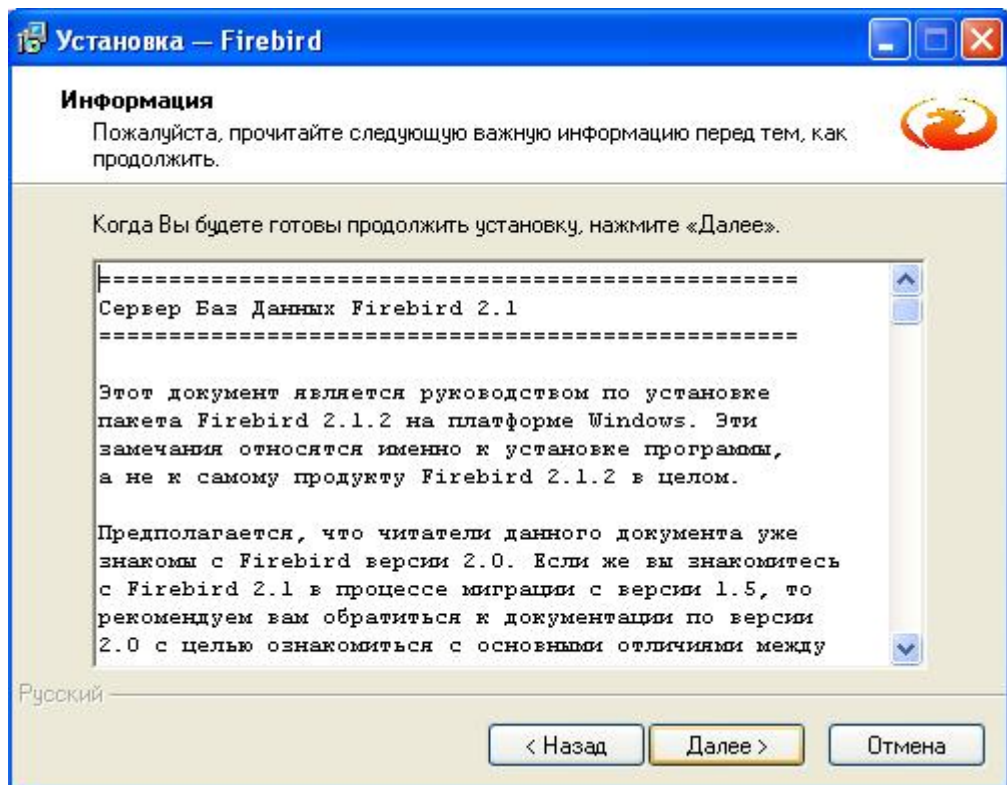 Установка — Firebird
Информация
Пожалуйста, прочитайте следующую важную информацию перед тем, как
продолжить.
Когда Вы будете готовы продолжить установку, нажмите «Далее».
==================================================
Сервер Баз Данных Firebird 2.1
==================================================
Этот документ является руководством по установке
пакета Firebird 2.1.2 на платформе Windows. Эти
замечания относятся именно к установке программы,
а не к самому продукту Firebird 2.1.2 в целом.
Предполагается, что читатели данного документа уже
знакомы с Firebird версии 2.0. Если же вы знакомитесь
с Firebird 2.1 в процессе миграции с версии 1.5, то
рекомендуем вам обратиться к документации по версии
2.0 с целью ознакомиться с основными отличиями между
Русский
< Назад
Далее >
Отмена